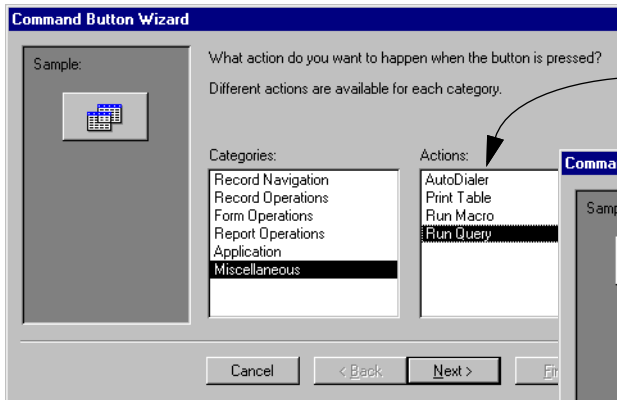 Command Button Wizard
Sample:
What action do you want to happen when the button is pressed?
Different actions are available for each category.
Categories:
Record Navigation
Record Operations
Form Operations
Report Operations
Application
Miscellaneous
Actions:
AutoDialer
Print Table
Run Macro
Run Query
Comma
Samp
Cancel
< Back
Next >